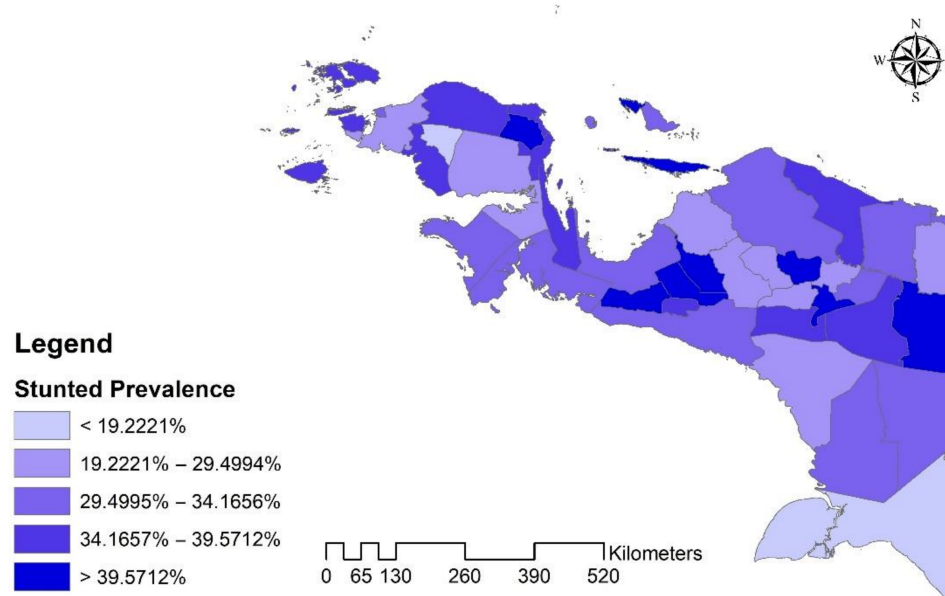 N
W
S
Legend
Stunted Prevalence
< 19.2221%
19.2221% – 29.4994%
29.4995% – 34.1656%
34.1657% – 39.5712%
> 39.5712%
Kilometers
0 65 130 260 390 520